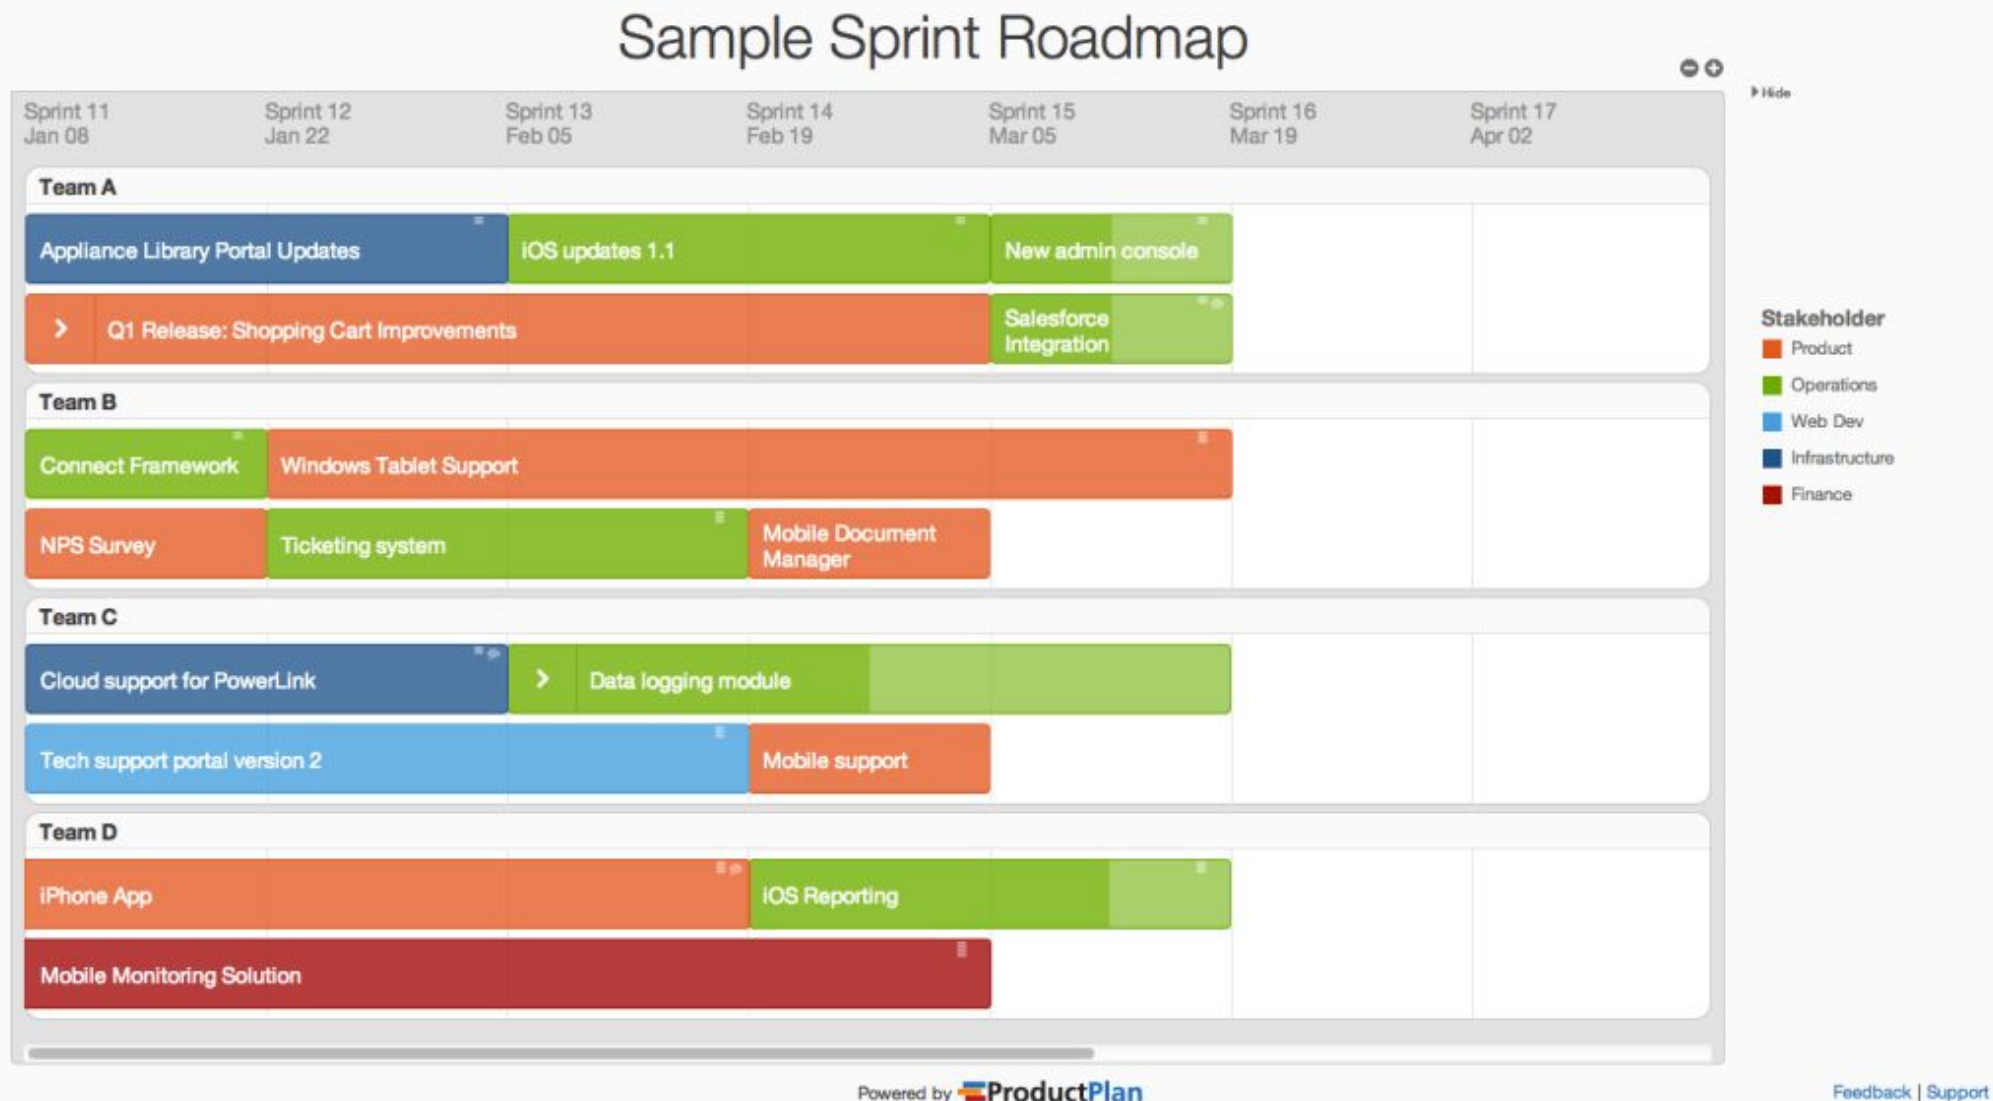 Sample Sprint Roadmap
Hide
Sprint 11
Jan 08
Sprint 12
Jan 22
Sprint 13
Feb 05
Sprint 14
Feb 19
Sprint 15
Mar 05
Sprint 16
Mar 19
Sprint 17
Apr 02
Team A
Appliance Library Portal Updates
iOS updates 1.1
New admin console
Q1 Release: Shopping Cart Improvements
Salesforce
Integration
Team B
Connect Framework
Windows Tablet Support
NPS Survey
Ticketing system
Mobile Document
Manager
Team C
Cloud support for PowerLink
Data logging module
Tech support portal version 2
Mobile support
Team D
iPhone App
iOS Reporting
Mobile Monitoring Solution
Stakeholder
Product
Operations
Web Dev
Infrastructure
Finance
Powered by ProductPlan
Feedback | Support